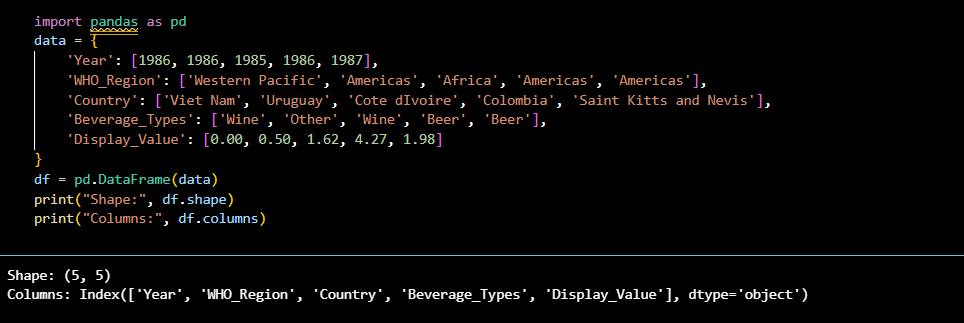 import pandas as pd
data = {
    'Year': [1986, 1986, 1985, 1986, 1987],
    'WHO_Region': ['Western Pacific', 'Americas', 'Africa', 'Americas', 'Americas'],
    'Country': ['Viet Nam', 'Uruguay', 'Cote dIvoire', 'Colombia', 'Saint Kitts and Nevis'],
    'Beverage_Types': ['Wine', 'Other', 'Wine', 'Beer', 'Beer'],
    'Display_Value': [0.00, 0.50, 1.62, 4.27, 1.98]
}
df = pd.DataFrame(data)
print("Shape:", df.shape)
print("Columns:", df.columns)
Shape: (5, 5)
Columns: Index(['Year', 'WHO_Region', 'Country', 'Beverage_Types', 'Display_Value'], dtype='object')